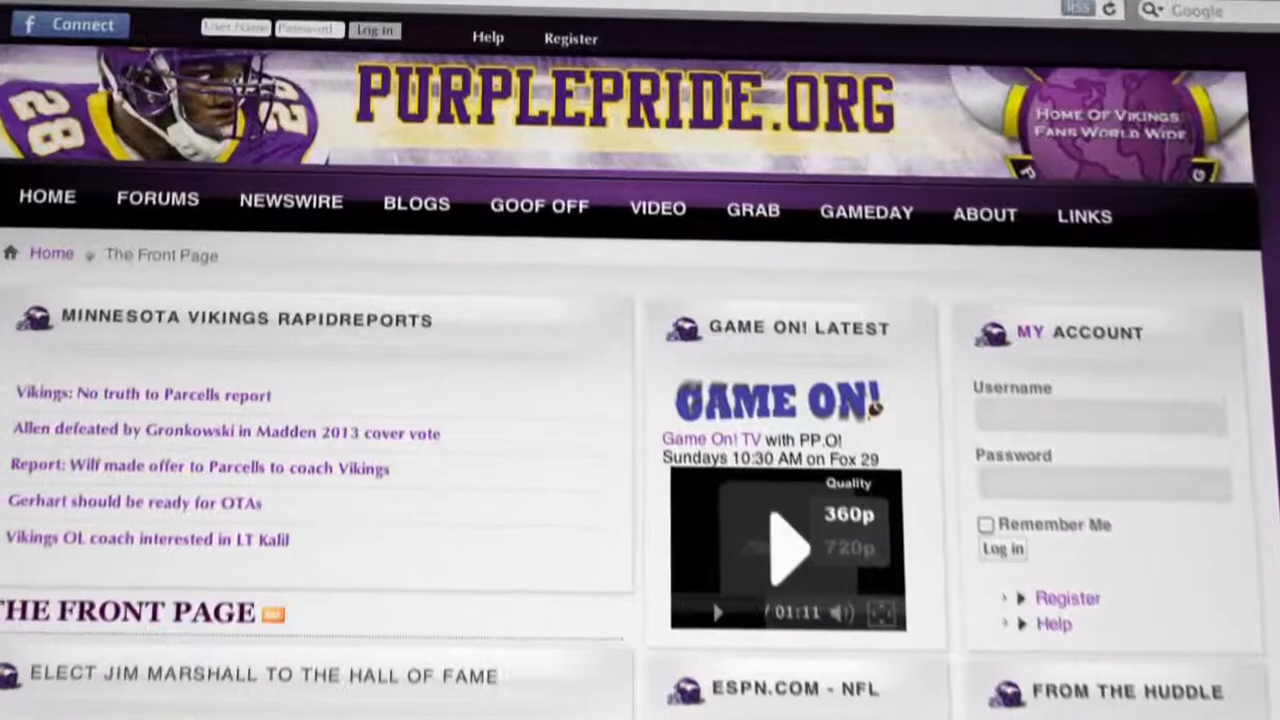 f Connect
User Name Password Log In
Help Register
RSS
Google
28
PURPLEPRIDE.ORG
HOME OF VIKINGS
FANS WORLD WIDE
HOME FORUMS NEWSWIRE BLOGS GOOF OFF VIDEO GRAB GAMEDAY ABOUT LINKS
Home The Front Page
MINNESOTA VIKINGS RAPIDREPORTS
Vikings: No truth to Parcells report
Allen defeated by Gronkowski in Madden 2013 cover vote
Report: Wilf made offer to Parcells to coach Vikings
Gerhart should be ready for OTAs
Vikings OL coach interested in LT Kalil
THE FRONT PAGE
ELECT JIM MARSHALL TO THE HALL OF FAME
GAME ON! LATEST
GAME ON!
Game On! TV with PP.O!
Sundays 10:30 AM on Fox 29
Quality
360p
720p
/ 01:11
ESPN.COM - NFL
MY ACCOUNT
Username
Password
Remember Me
Log in
Register
Help
FROM THE HUDDLE